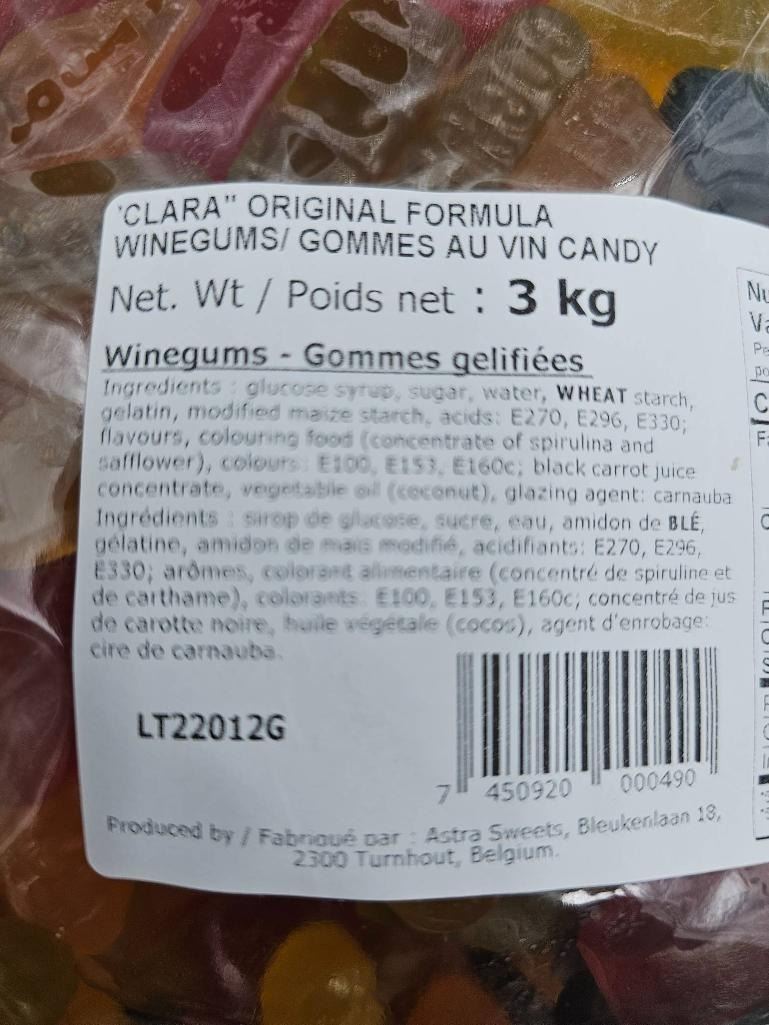 'CLARA" ORIGINAL FORMULA
WINEGUMS/ GOMMES AU VIN CANDY
Net. Wt / Poids net : 3 kg
Winegums - Gommes gelifiées
Ingredients : glucose syrup, sugar, water, WHEAT starch,
gelatin, modified maize starch, acids: E270, E296, E330;
flavours, colouring food (concentrate of spirulina and
safflower), colours: E100, E153, E160c; black carrot juice
concentrate, vegetable oil (coconut), glazing agent: carnauba
Ingrédients : sirop de glucose, sucre, eau, amidon de BLÉ,
gélatine, amidon de maïs modifié, acidifiants: E270, E296,
E330; arômes, colorant alimentaire (concentré de spiruline et
de carthame), colorants: E100, E153, E160c; concentré de jus
de carotte noire, huile végétale (cocos), agent d'enrobage:
cire de carnauba.
LT22012G
7 450920 000490
Produced by / Fabriqué par : Astra Sweets, Bleukenlaan 18,
2300 Turnhout, Belgium.